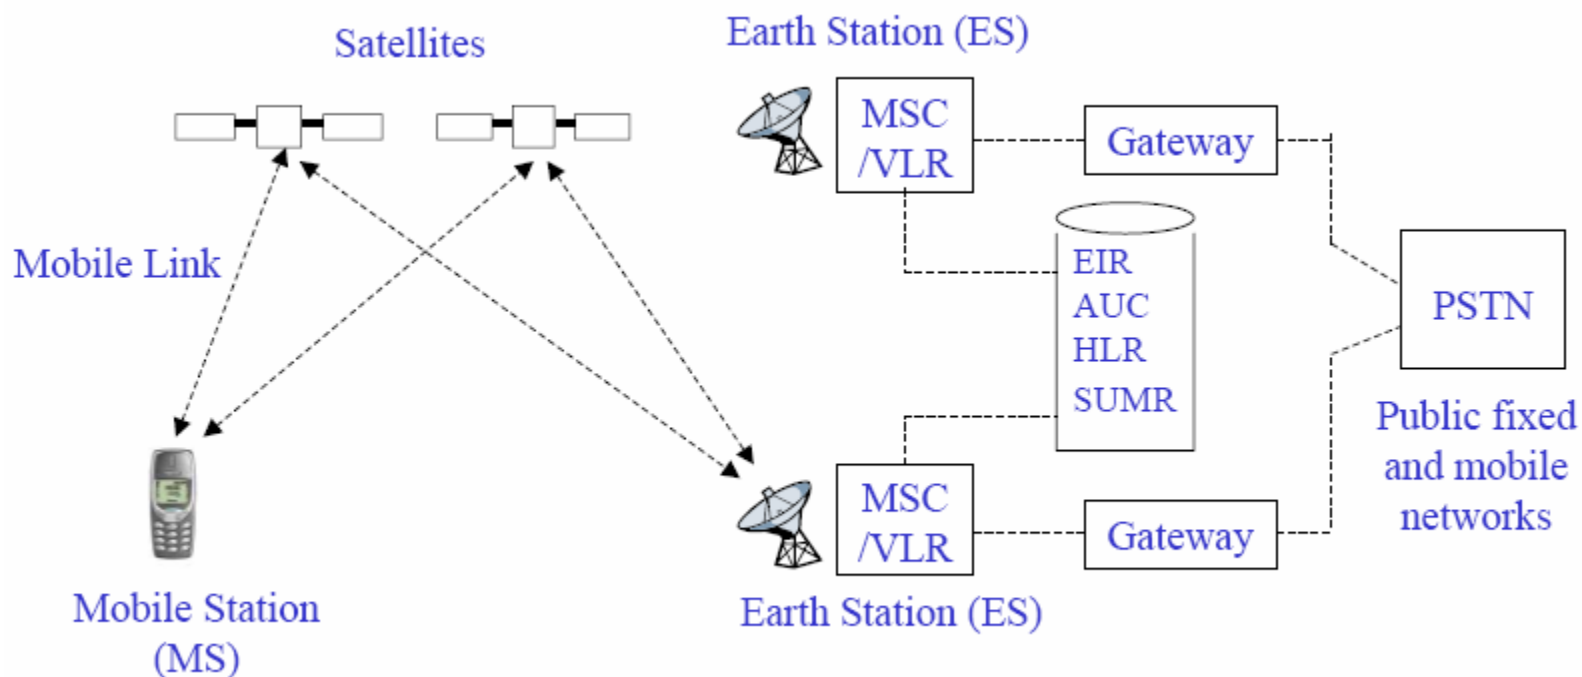 Satellites
Earth Station (ES)
MSC
/VLR
Gateway
Mobile Link
EIR
AUC
HLR
SUMR
PSTN
Public fixed
and mobile
networks
MSC
/VLR
Gateway
Mobile Station
(MS)
Earth Station (ES)